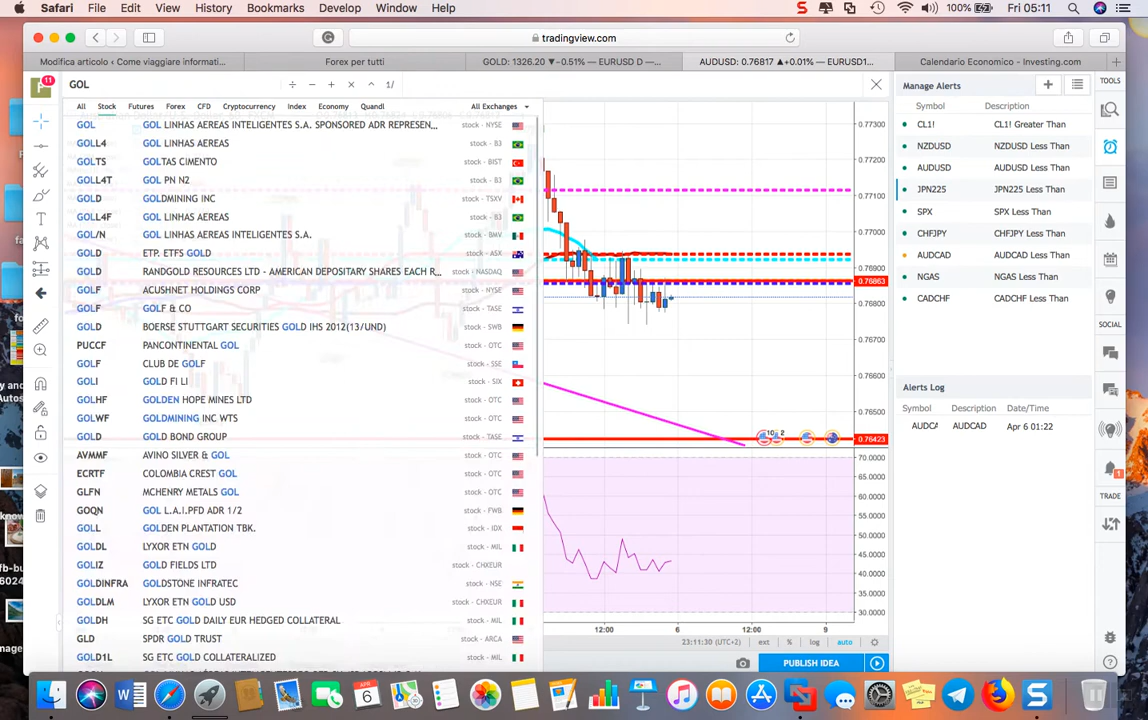 Safari File Edit View History Bookmarks Develop Window Help 100% Fri 05:11
tradingview.com
Modifica articolo ‹ Come viaggiare informati... Forex per tutti GOLD: 1326.20 ▼−0.51% — EURUSD D —... AUDUSD: 0.76817 ▲+0.01% — EURUSD1... Calendario Economico - Investing.com
11
GOL ÷ − + × ^ 1/
All Stock Futures Forex CFD Cryptocurrency Index Economy Quandl All Exchanges
GOL GOL LINHAS AEREAS INTELIGENTES S.A. SPONSORED ADR REPRESEN... stock - NYSE
GOLL4 GOL LINHAS AEREAS stock - B3
GOLTS GOLTAS CIMENTO stock - BIST
GOLL4T GOL PN N2 stock - B3
GOLD GOLDMINING INC stock - TSXV
GOLL4F GOL LINHAS AEREAS stock - B3
GOL/N GOL LINHAS AEREAS INTELIGENTES S.A. stock - BMV
GOLD ETP. ETFS GOLD stock - ASX
GOLD RANDGOLD RESOURCES LTD - AMERICAN DEPOSITARY SHARES EACH R... stock - NASDAQ
GOLF ACUSHNET HOLDINGS CORP stock - NYSE
GOLF GOLF & CO stock - TASE
GOLD BOERSE STUTTGART SECURITIES GOLD IHS 2012(13/UND) stock - SWB
PUCCF PANCONTINENTAL GOL stock - OTC
GOLF CLUB DE GOLF stock - SSE
GOLI GOLD FI LI stock - SIX
GOLHF GOLDEN HOPE MINES LTD stock - OTC
GOLWF GOLDMINING INC WTS stock - OTC
GOLD GOLD BOND GROUP stock - TASE
AVMMF AVINO SILVER & GOL stock - OTC
ECRTF COLOMBIA CREST GOL stock - OTC
GLFN MCHENRY METALS GOL stock - OTC
GOQN GOL L.A.I.PFD ADR 1/2 stock - FWB
GOLL GOLDEN PLANTATION TBK. stock - IDX
GOLDL LYXOR ETN GOLD stock - MIL
GOLIZ GOLD FIELDS LTD stock - CHXEUR
GOLDINFRA GOLDSTONE INFRATEC stock - NSE
GOLDLM LYXOR ETN GOLD USD stock - CHXEUR
GOLDH SG ETC GOLD DAILY EUR HEDGED COLLATERAL stock - MIL
GLD SPDR GOLD TRUST stock - ARCA
GOLD1L SG ETC GOLD COLLATERALIZED stock - MIL
0.77300
0.77200
0.77100
0.77000
0.76900
0.76863
0.76800
0.76700
0.76600
0.76500
0.76423
10 2
70.0000
60.0000
55.0000
50.0000
45.0000
40.0000
35.0000
30.0000
12:00 6 12:00 9
23:11:30 (UTC+2) ext % log auto
PUBLISH IDEA
Manage Alerts
Symbol Description
CL1! CL1! Greater Than
NZDUSD NZDUSD Less Than
AUDUSD AUDUSD Less Than
JPN225 JPN225 Less Than
SPX SPX Less Than
CHFJPY CHFJPY Less Than
AUDCAD AUDCAD Less Than
NGAS NGAS Less Than
CADCHF CADCHF Less Than
Alerts Log
Symbol Description Date/Time
AUDCA AUDCAD Apr 6 01:22
TOOLS
SOCIAL
1
TRADE
APR
6